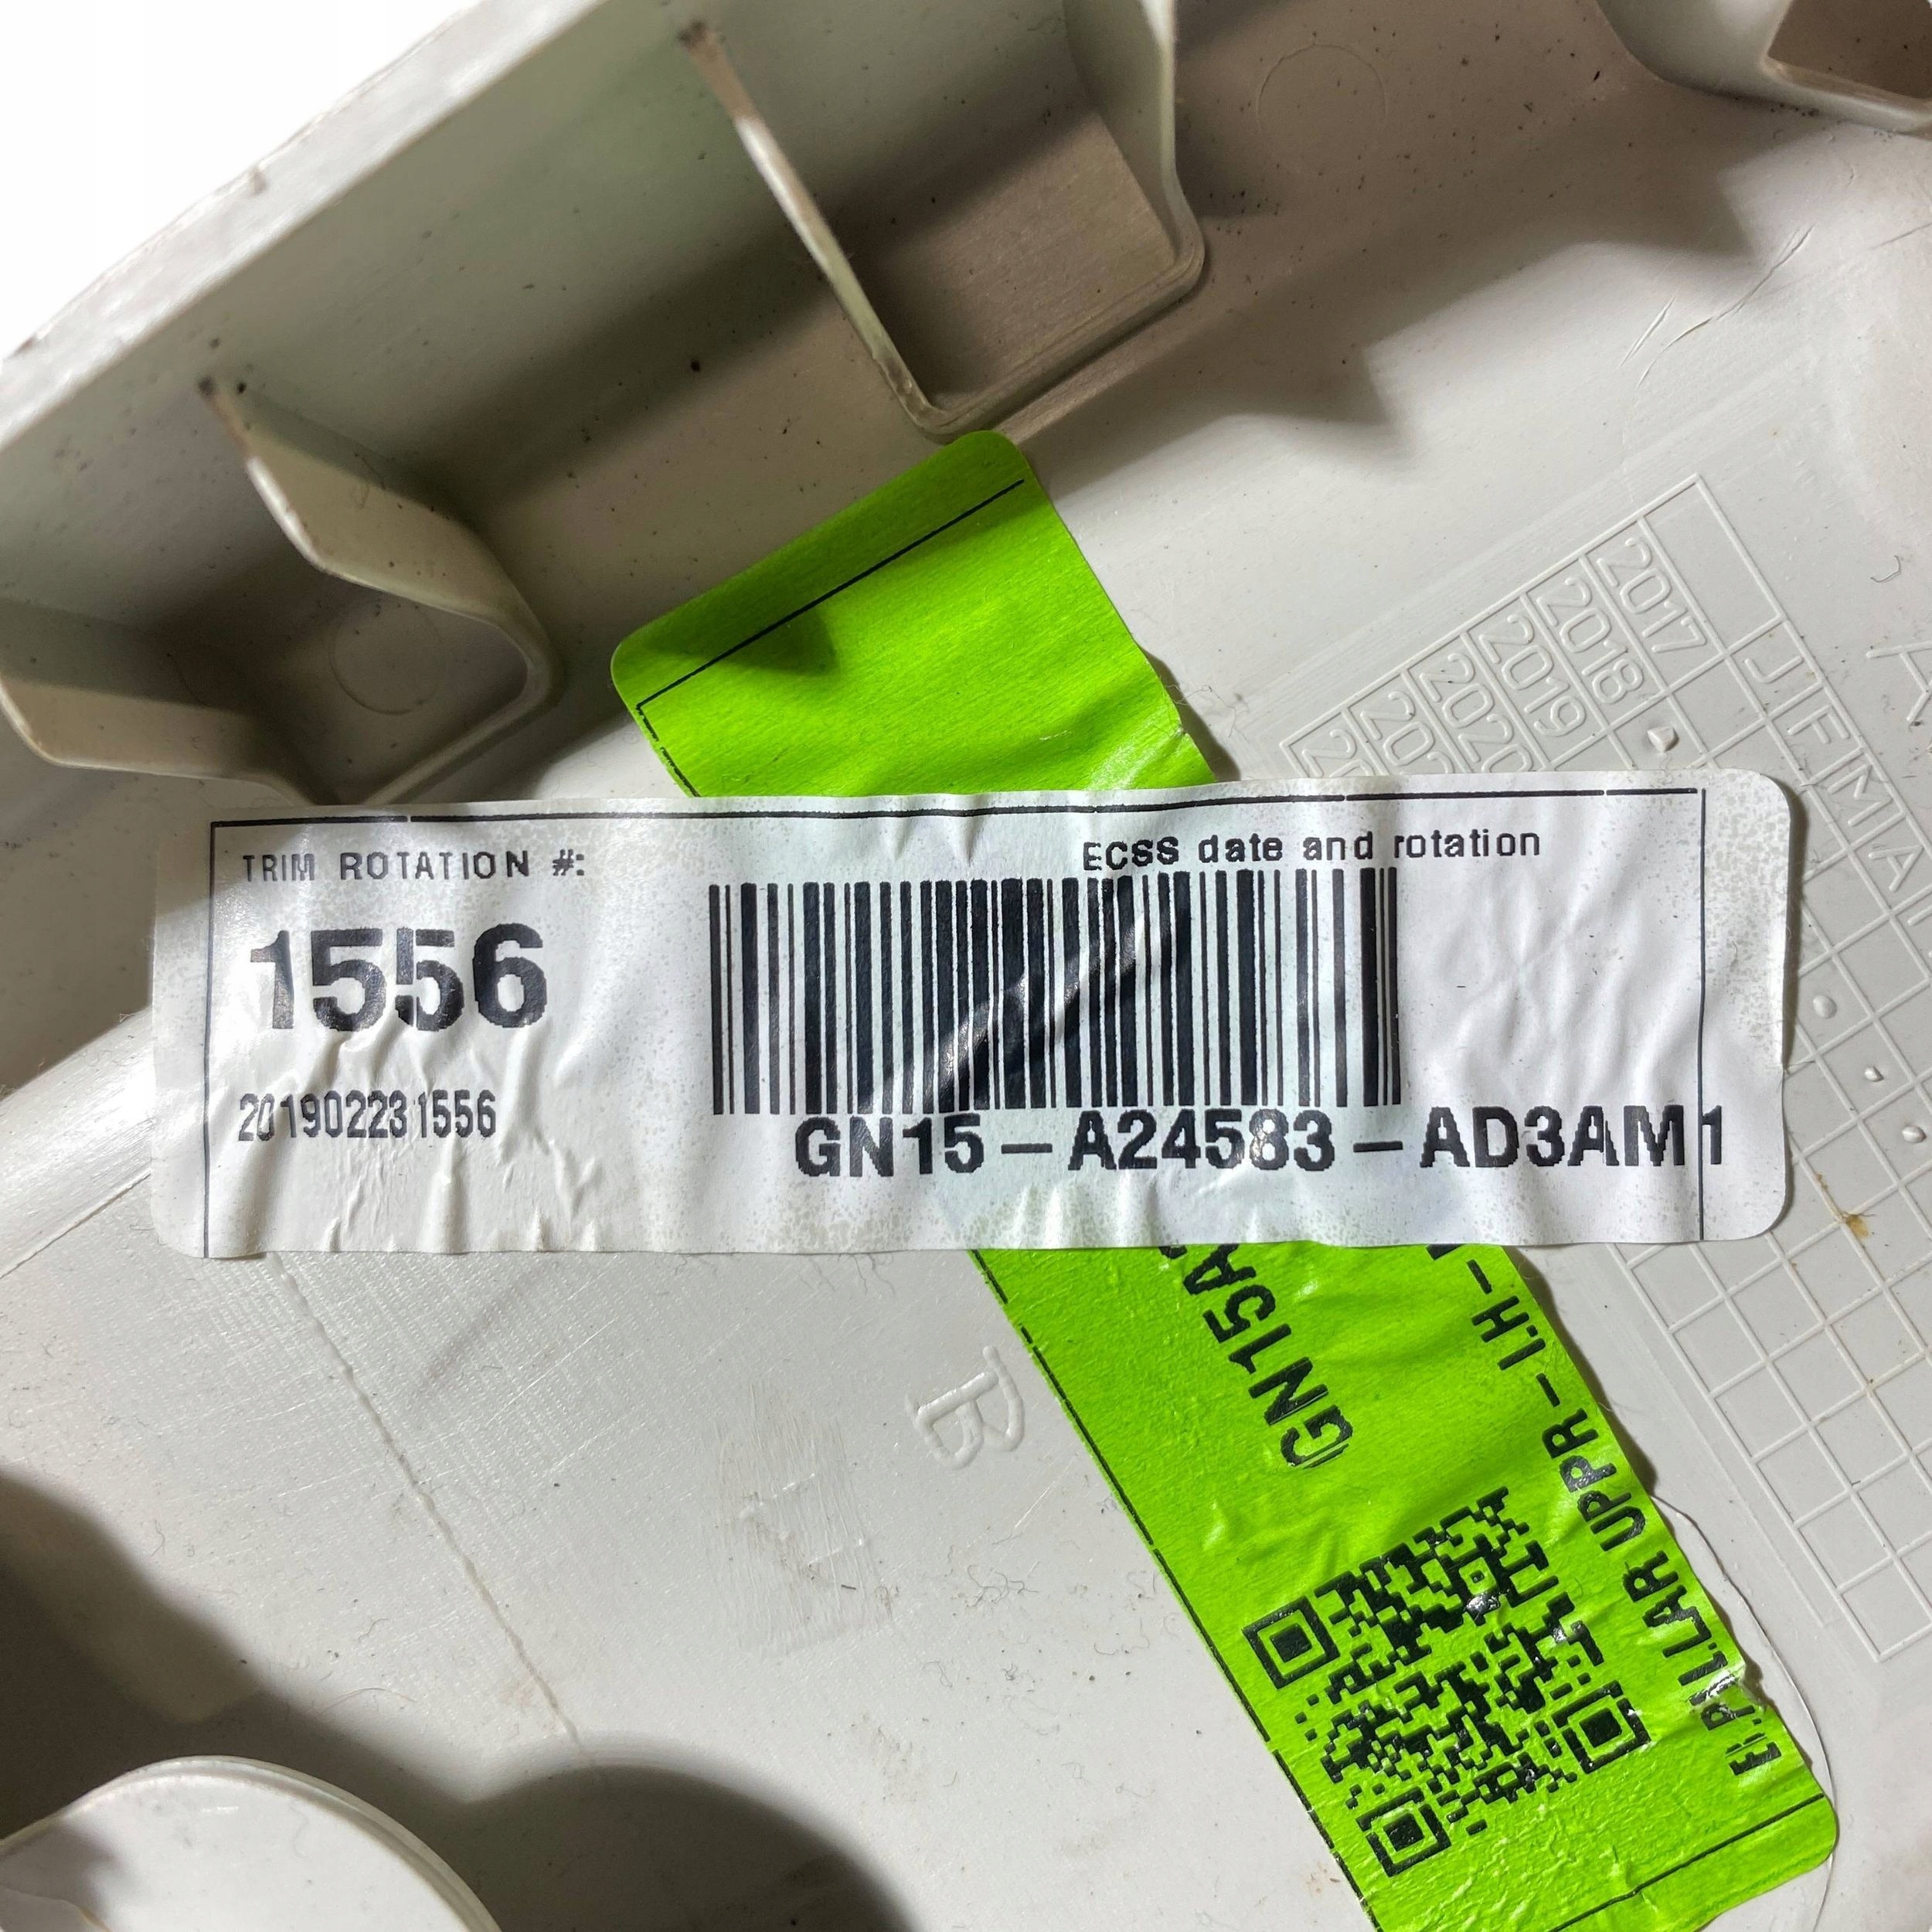 TRIM ROTATION #:
ECSS date and rotation
1556
201902231556
GN15-A24583-AD3AM1
GN15A
B PILLAR UPPR-LH-
B
2017
2018
2019
2020
J F M A